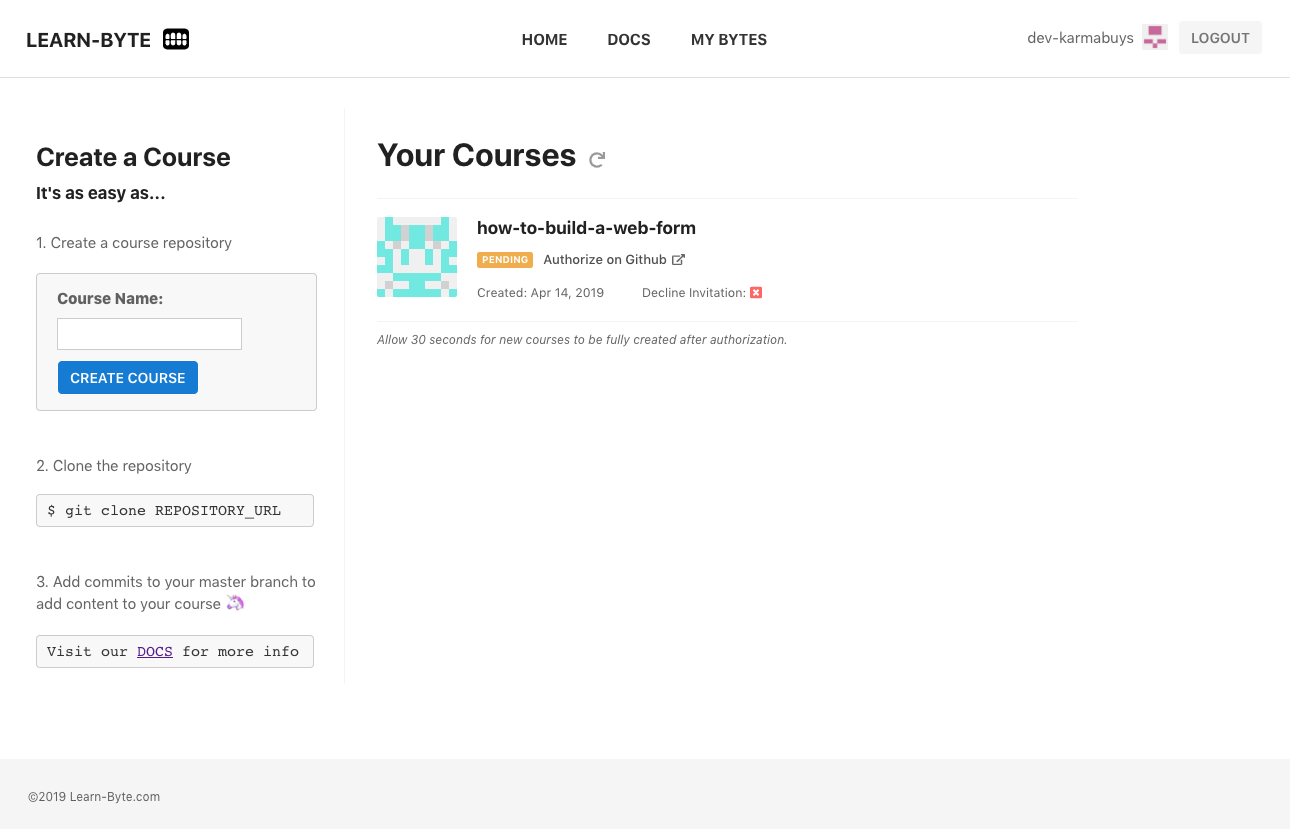 LEARN-BYTE
HOME DOCS MY BYTES
dev-karmabuys LOGOUT
Create a Course
It's as easy as...
1. Create a course repository
Course Name:
CREATE COURSE
2. Clone the repository
$ git clone REPOSITORY_URL
3. Add commits to your master branch to
add content to your course 🦄
Visit our DOCS for more info
Your Courses
how-to-build-a-web-form
PENDING Authorize on Github
Created: Apr 14, 2019 Decline Invitation:
Allow 30 seconds for new courses to be fully created after authorization.
©2019 Learn-Byte.com